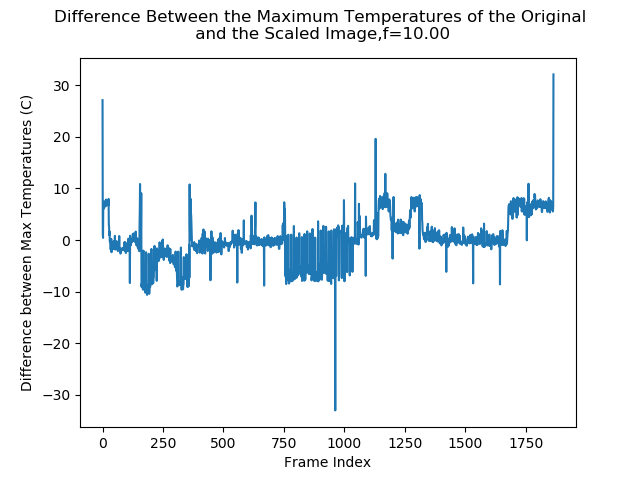 Difference Between the Maximum Temperatures of the Original
and the Scaled Image,f=10.00
Difference between Max Temperatures (C)
30
20
10
0
−10
−20
−30
0 250 500 750 1000 1250 1500 1750
Frame Index